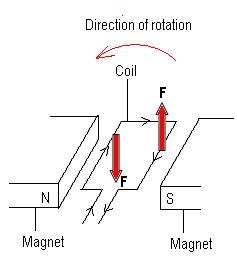 Direction of rotation
Coil
F
F
N
S
Magnet
Magnet